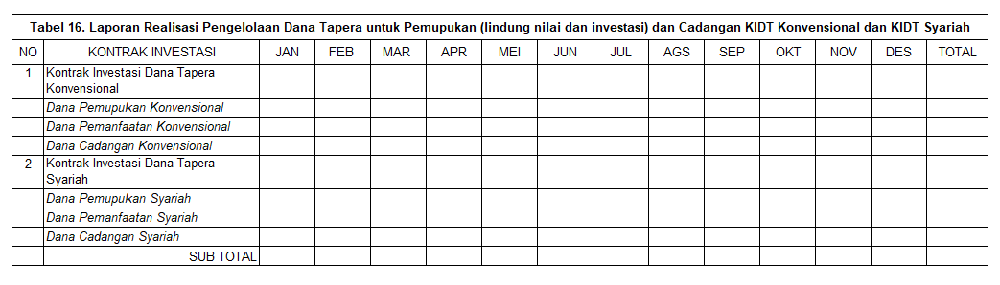 Tabel 16. Laporan Realisasi Pengelolaan Dana Tapera untuk Pemupukan (lindung nilai dan investasi) dan Cadangan KIDT Konvensional dan KIDT Syariah
NO KONTRAK INVESTASI JAN FEB MAR APR MEI JUN JUL AGS SEP OKT NOV DES TOTAL
1 Kontrak Investasi Dana Tapera
Konvensional
Dana Pemupukan Konvensional
Dana Pemanfaatan Konvensional
Dana Cadangan Konvensional
2 Kontrak Investasi Dana Tapera
Syariah
Dana Pemupukan Syariah
Dana Pemanfaatan Syariah
Dana Cadangan Syariah
SUB TOTAL